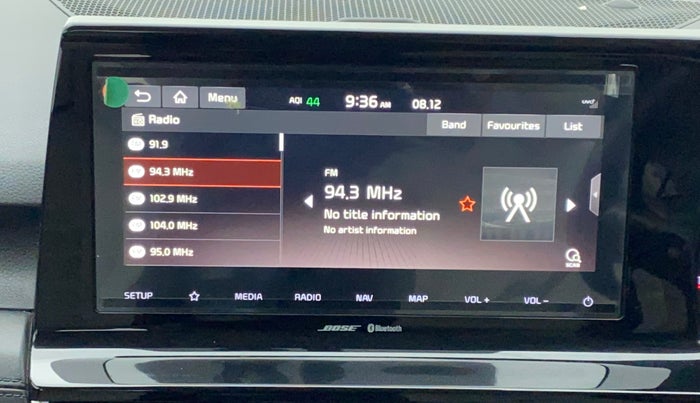 Menu AQI 44 9:36 AM 08.12 UVO
Radio Band Favourites List
91.9
94.3 MHz
102.9 MHz
104.0 MHz
95.0 MHz
FM
94.3 MHz
No title information
No artist information
SCAN
SETUP MEDIA RADIO NAV MAP VOL + VOL -
BOSE Bluetooth